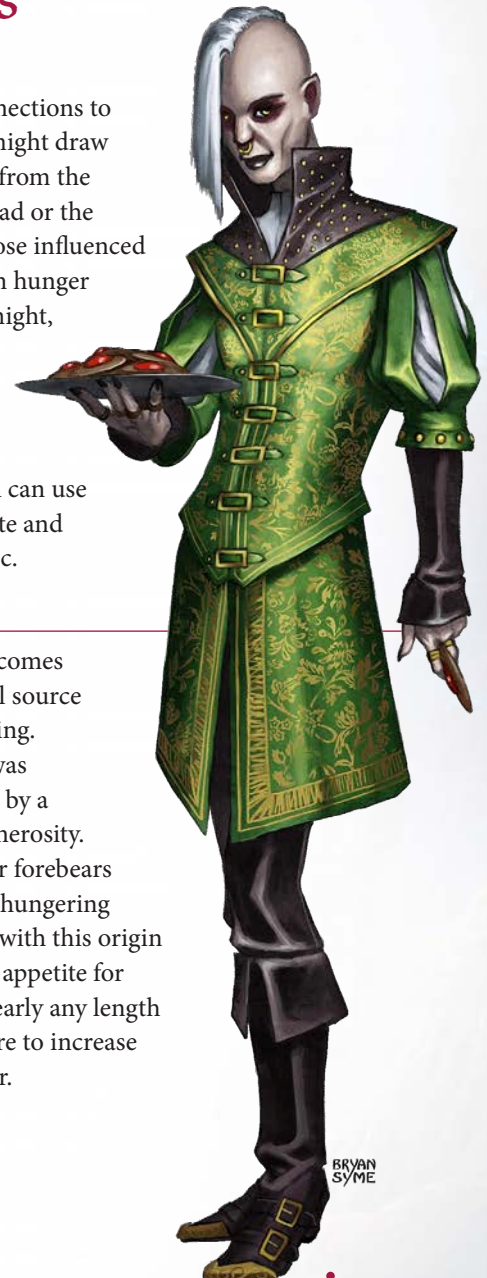 s
nections to
night draw
from the
ad or the
ose influenced
n hunger
night,
can use
te and
c.
comes
l source
ing.
was
by a
nerosity.
r forebears
hungering
with this origin
appetite for
early any length
re to increase
r.
BRYAN
SYME